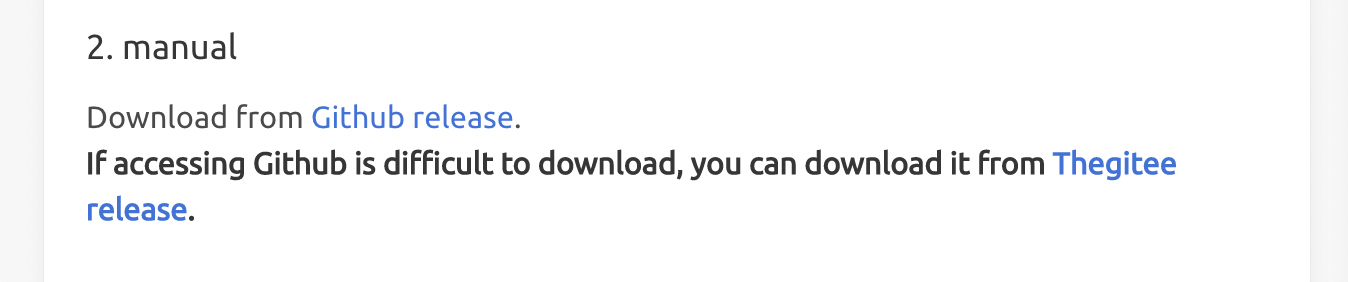 2. manual
Download from Github release.
If accessing Github is difficult to download, you can download it from Thegitee
release.